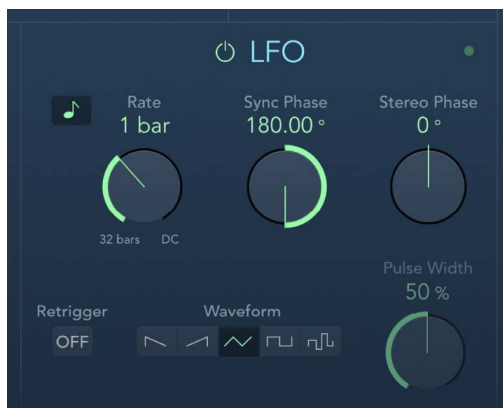 LFO
Rate
1 bar
Sync Phase
180.00 °
Stereo Phase
0 °
32 bars
DC
Pulse Width
50 %
Retrigger
OFF
Waveform